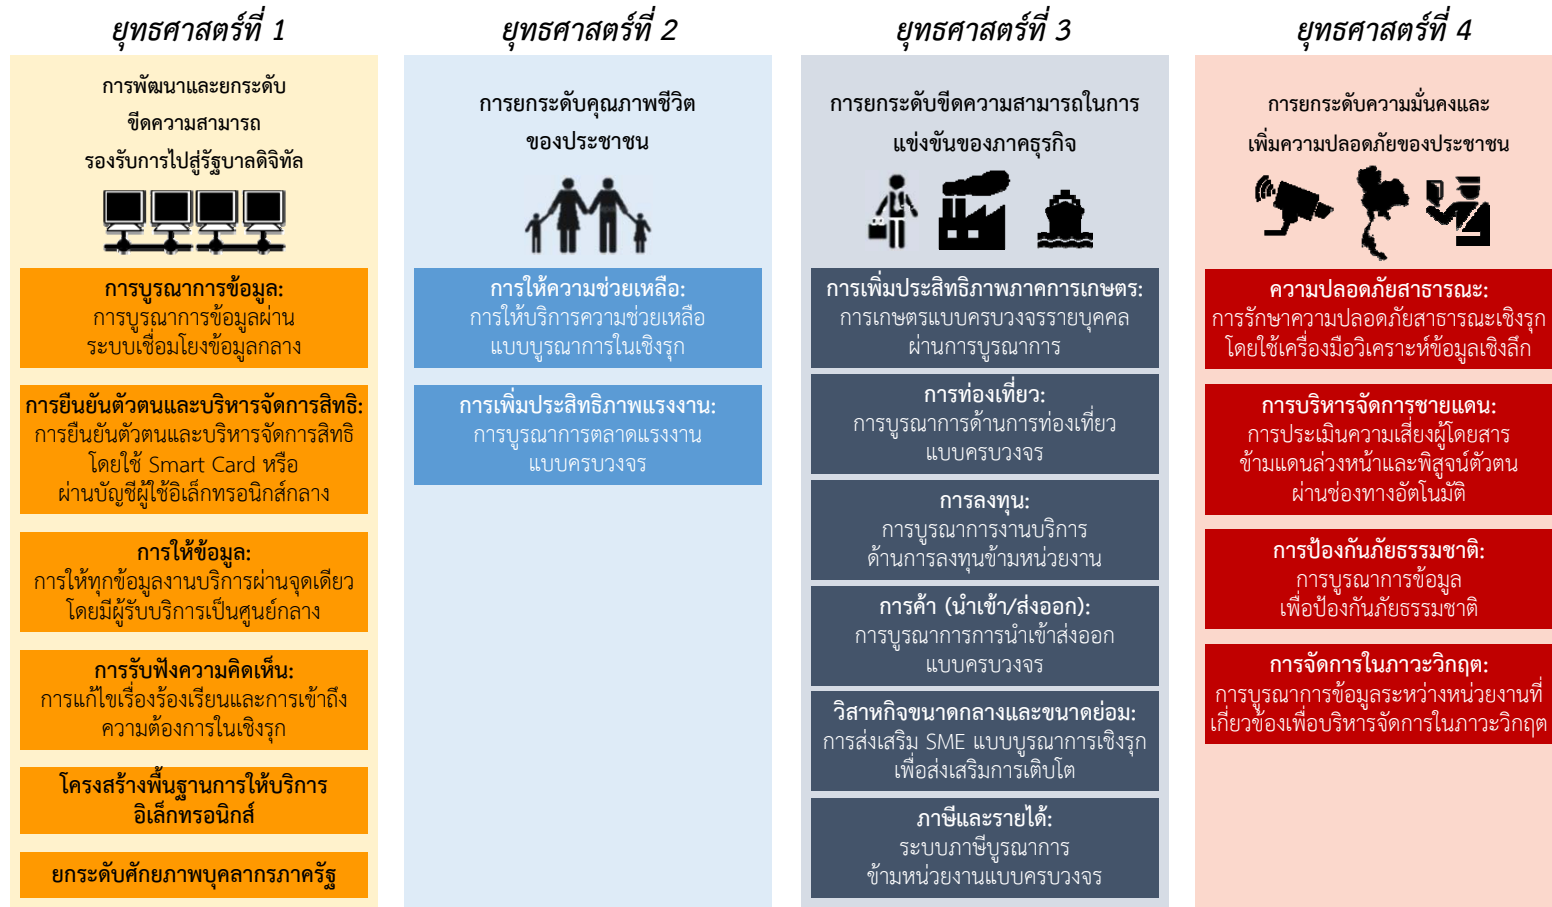 ยุทธศาสตร์ที่ 1
การพัฒนาและยกระดับ
ขีดความสามารถ
รองรับการไปสู่รัฐบาลดิจิทัล
การบูรณาการข้อมูล:
การบูรณาการข้อมูลผ่าน
ระบบเชื่อมโยงข้อมูลกลาง
การยืนยันตัวตนและบริหารจัดการสิทธิ:
การยืนยันตัวตนและบริหารจัดการสิทธิ
โดยใช้ Smart Card หรือ
ผ่านบัญชีผู้ใช้อิเล็กทรอนิกส์กลาง
การให้ข้อมูล:
การให้ทุกข้อมูลงานบริการผ่านจุดเดียว
โดยมีผู้รับบริการเป็นศูนย์กลาง
การรับฟังความคิดเห็น:
การแก้ไขเรื่องร้องเรียนและการเข้าถึง
ความต้องการในเชิงรุก
โครงสร้างพื้นฐานการให้บริการ
อิเล็กทรอนิกส์
ยกระดับศักยภาพบุคลากรภาครัฐ
ยุทธศาสตร์ที่ 2
การยกระดับคุณภาพชีวิต
ของประชาชน
การให้ความช่วยเหลือ:
การให้บริการความช่วยเหลือ
แบบบูรณาการในเชิงรุก
การเพิ่มประสิทธิภาพแรงงาน:
การบูรณาการตลาดแรงงาน
แบบครบวงจร
ยุทธศาสตร์ที่ 3
การยกระดับขีดความสามารถในการ
แข่งขันของภาคธุรกิจ
การเพิ่มประสิทธิภาพภาคการเกษตร:
การเกษตรแบบครบวงจรรายบุคคล
ผ่านการบูรณาการ
การท่องเที่ยว:
การบูรณาการด้านการท่องเที่ยว
แบบครบวงจร
การลงทุน:
การบูรณาการงานบริการ
ด้านการลงทุนข้ามหน่วยงาน
การค้า (นำเข้า/ส่งออก):
การบูรณาการการนำเข้าส่งออก
แบบครบวงจร
วิสาหกิจขนาดกลางและขนาดย่อม:
การส่งเสริม SME แบบบูรณาการเชิงรุก
เพื่อส่งเสริมการเติบโต
ภาษีและรายได้:
ระบบภาษีบูรณาการ
ข้ามหน่วยงานแบบครบวงจร
ยุทธศาสตร์ที่ 4
การยกระดับความมั่นคงและ
เพิ่มความปลอดภัยของประชาชน
ความปลอดภัยสาธารณะ:
การรักษาความปลอดภัยสาธารณะเชิงรุก
โดยใช้เครื่องมือวิเคราะห์ข้อมูลเชิงลึก
การบริหารจัดการชายแดน:
การประเมินความเสี่ยงผู้โดยสาร
ข้ามแดนล่วงหน้าและพิสูจน์ตัวตน
ผ่านช่องทางอัตโนมัติ
การป้องกันภัยธรรมชาติ:
การบูรณาการข้อมูล
เพื่อป้องกันภัยธรรมชาติ
การจัดการในภาวะวิกฤต:
การบูรณาการข้อมูลระหว่างหน่วยงานที่
เกี่ยวข้องเพื่อบริหารจัดการในภาวะวิกฤต